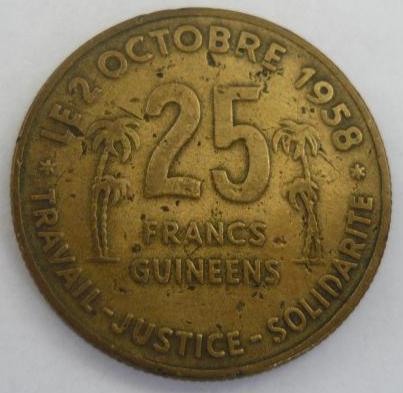 * LE 2 OCTOBRE 1958 *
25
FRANCS
GUINEENS
TRAVAIL-JUSTICE-SOLIDARITE